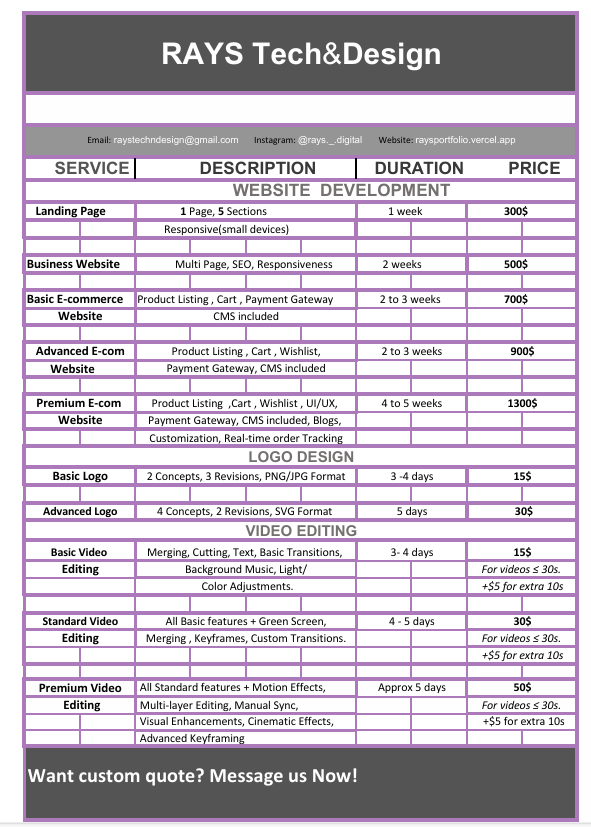 RAYS Tech&Design
Email: raystechndesign@gmail.com Instagram: @rays._.digital Website: raysportfolio.vercel.app
SERVICE DESCRIPTION DURATION PRICE
WEBSITE DEVELOPMENT
Landing Page 1 Page, 5 Sections 1 week 300$
Responsive(small devices)
Business Website Multi Page, SEO, Responsiveness 2 weeks 500$
Basic E-commerce Product Listing , Cart , Payment Gateway 2 to 3 weeks 700$
Website CMS included
Advanced E-com Product Listing , Cart , Wishlist, 2 to 3 weeks 900$
Website Payment Gateway, CMS included
Premium E-com Product Listing ,Cart , Wishlist , UI/UX, 4 to 5 weeks 1300$
Website Payment Gateway, CMS included, Blogs,
Customization, Real-time order Tracking
LOGO DESIGN
Basic Logo 2 Concepts, 3 Revisions, PNG/JPG Format 3 -4 days 15$
Advanced Logo 4 Concepts, 2 Revisions, SVG Format 5 days 30$
VIDEO EDITING
Basic Video Merging, Cutting, Text, Basic Transitions, 3- 4 days 15$
Editing Background Music, Light/ For videos ≤ 30s.
Color Adjustments. +$5 for extra 10s
Standard Video All Basic features + Green Screen, 4 - 5 days 30$
Editing Merging , Keyframes, Custom Transitions. For videos ≤ 30s.
+$5 for extra 10s
Premium Video All Standard features + Motion Effects, Approx 5 days 50$
Editing Multi-layer Editing, Manual Sync, For videos ≤ 30s.
Visual Enhancements, Cinematic Effects, +$5 for extra 10s
Advanced Keyframing
Want custom quote? Message us Now!